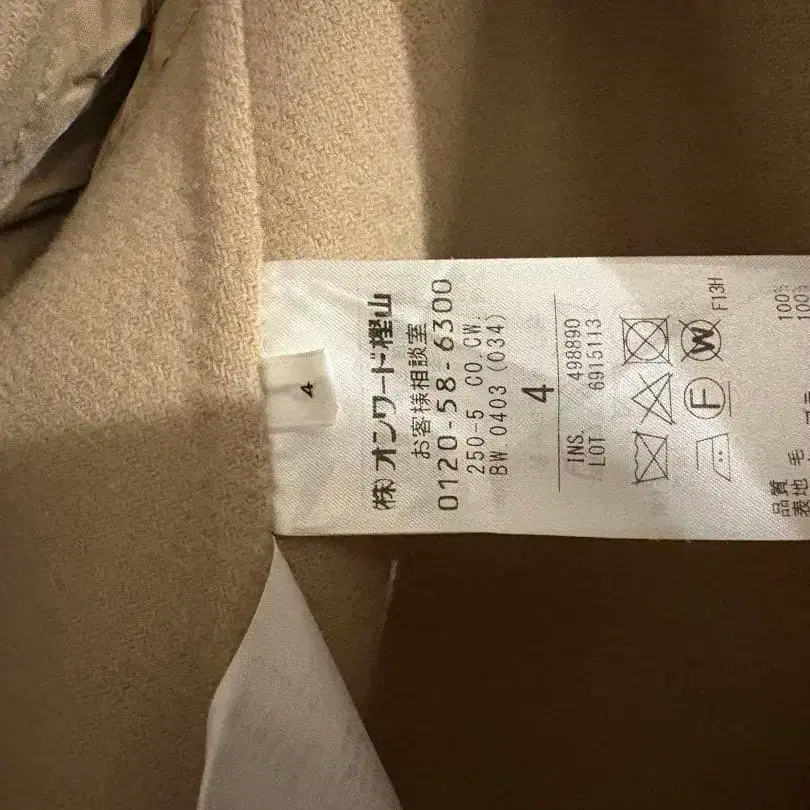 4
(株)オンワード樫山
お客様相談室
0120-58-6300
250-5 CO.CW.
BW.0403 (034)
4
INS. 498890
LOT 6915113
W
F
F13H
品質
表地 毛 100%
100%